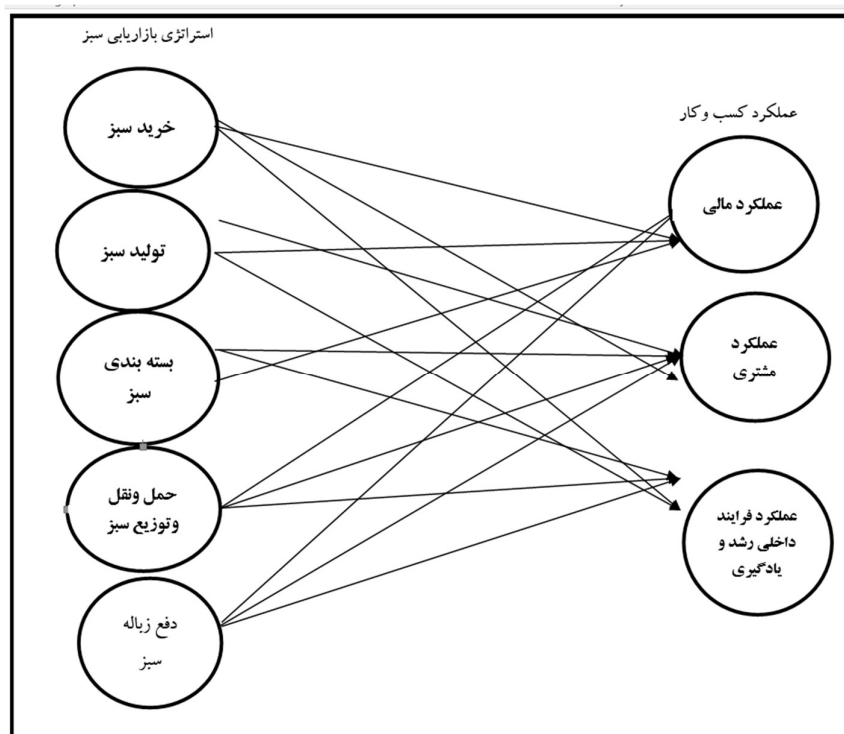 استراتژی بازاریابی سبز
خرید سبز
تولید سبز
بسته بندی
سبز
حمل ونقل
وتوزیع سبز
دفع زباله
سبز
عملکرد کسب و کار
عملکرد مالی
عملکرد
مشتری
عملکرد فرایند
داخلی رشد و
یادگیری